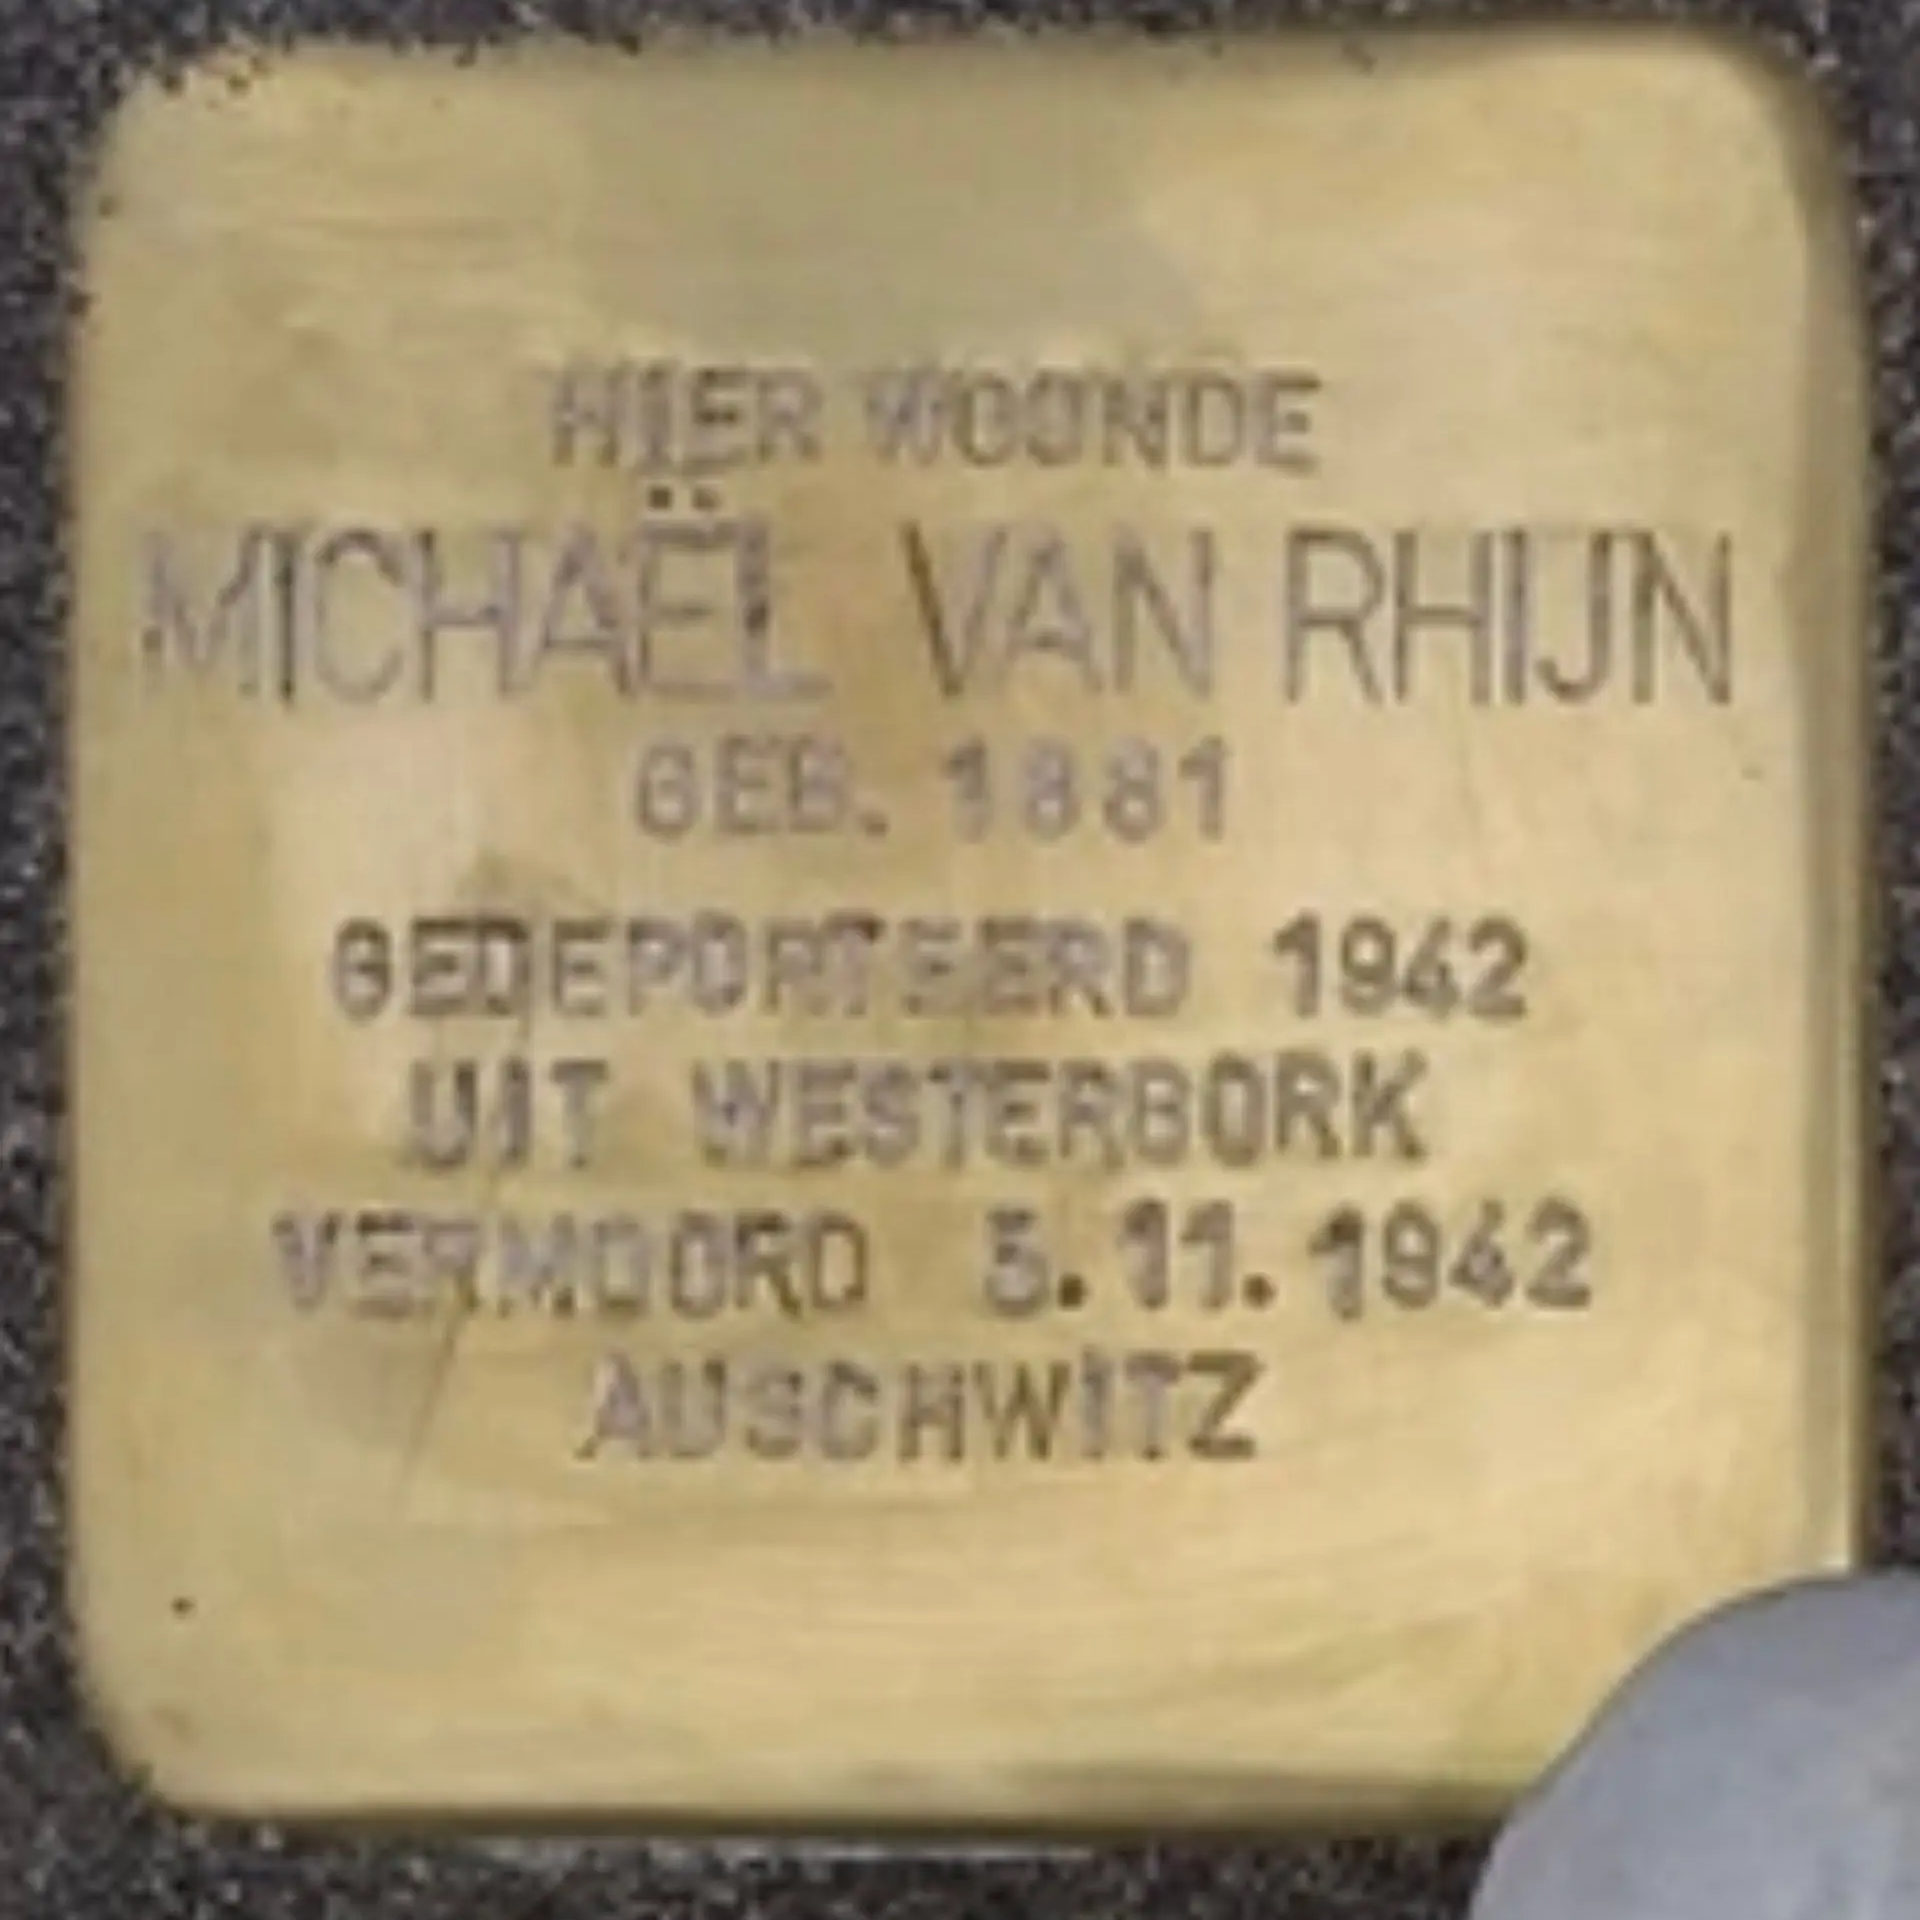 HIER WOONDE
MICHAËL VAN RHIJN
GEB. 1881
GEDEPORTEERD 1942
UIT WESTERBORK
VERMOORD 5.11.1942
AUSCHWITZ